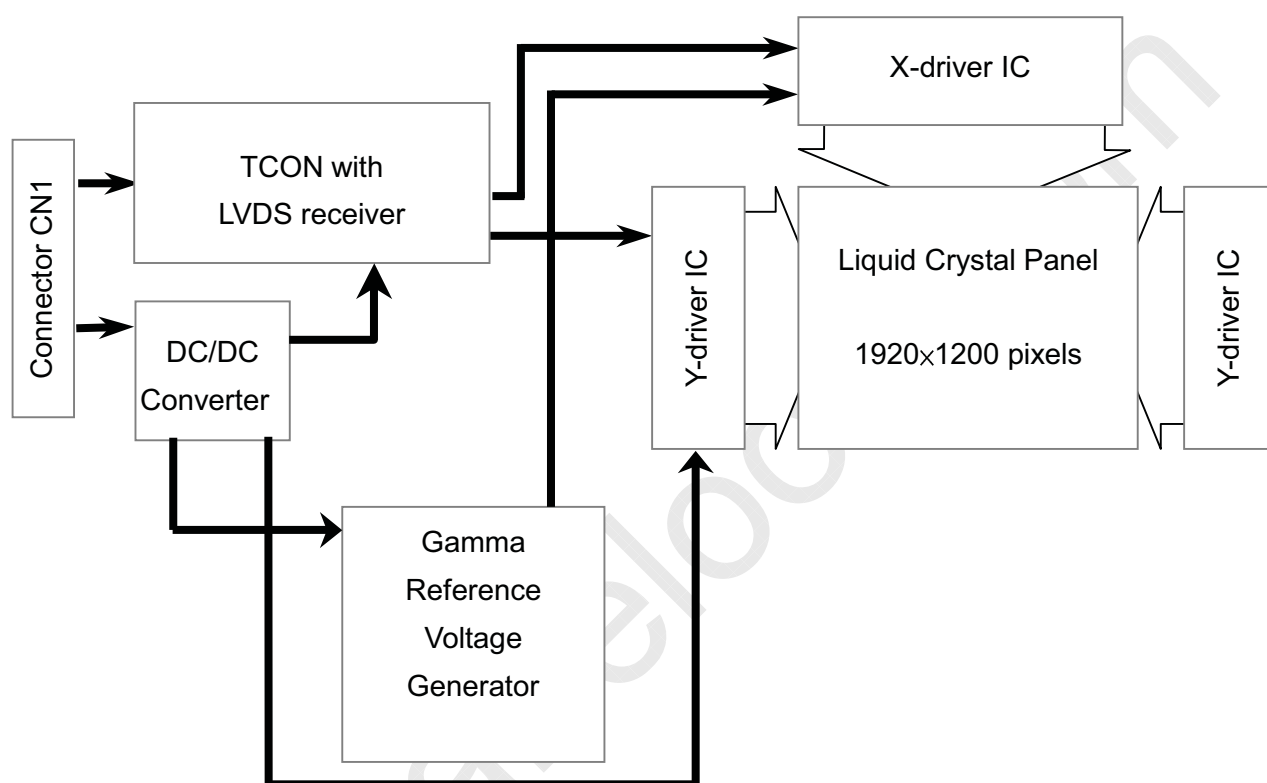 X-driver IC
TCON with
LVDS receiver
Connector CN1
DC/DC
Converter
Y-driver IC
Liquid Crystal Panel
1920×1200 pixels
Y-driver IC
Gamma
Reference
Voltage
Generator